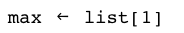 max ← list[1]